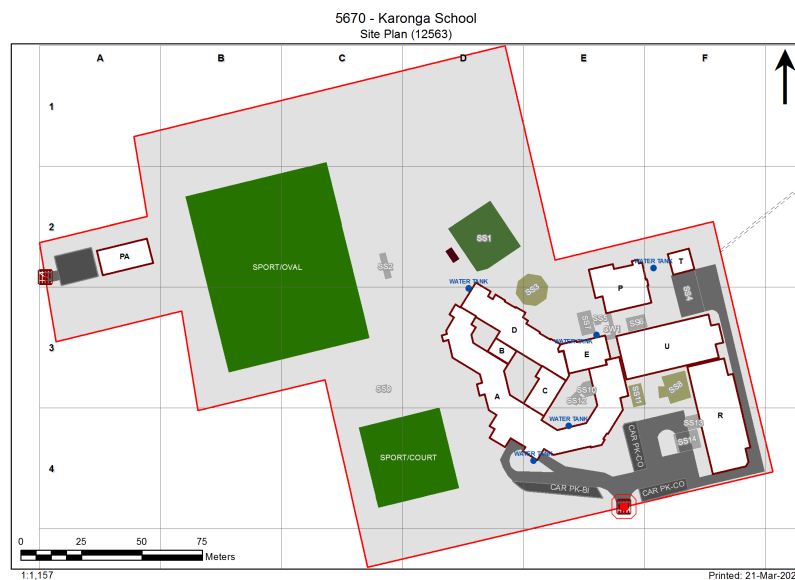 5670 - Karonga School
Site Plan (12563)
A B C D E F
1
2
PA
SS1
SPORT/OVAL
SS2
WATER TANK
T
WATER TANK
SS3
P
SS4
3
D
SS7
SS5
SS6
WATER TANK
U
B
E
A
C
SS9
SS10
SS12
SS11
SS8
WATER TANK
R
SS13
SS14
4
SPORT/COURT
CAR PK-CO
WATER TANK
CAR PK-BI
CAR PK-CO
0 25 50 75
Meters
1:1,157
Printed: 21-Mar-202